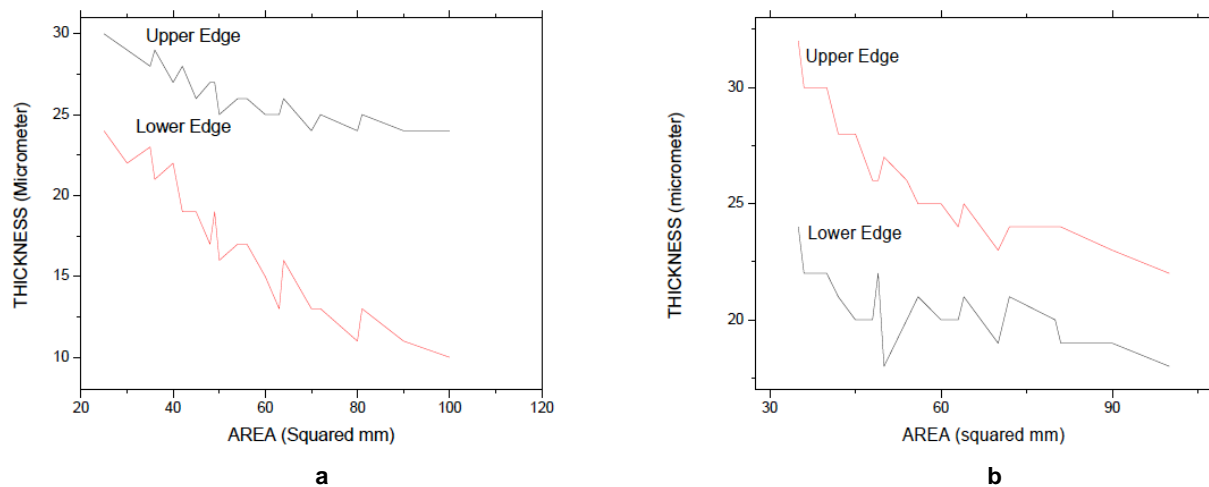 THICKNESS (Micrometer)
30
25
20
15
10
Upper Edge
Lower Edge
20 40 60 80 100 120
AREA (Squared mm)
a
THICKNESS (micrometer)
30
25
20
Upper Edge
Lower Edge
30 60 90
AREA (squared mm)
b